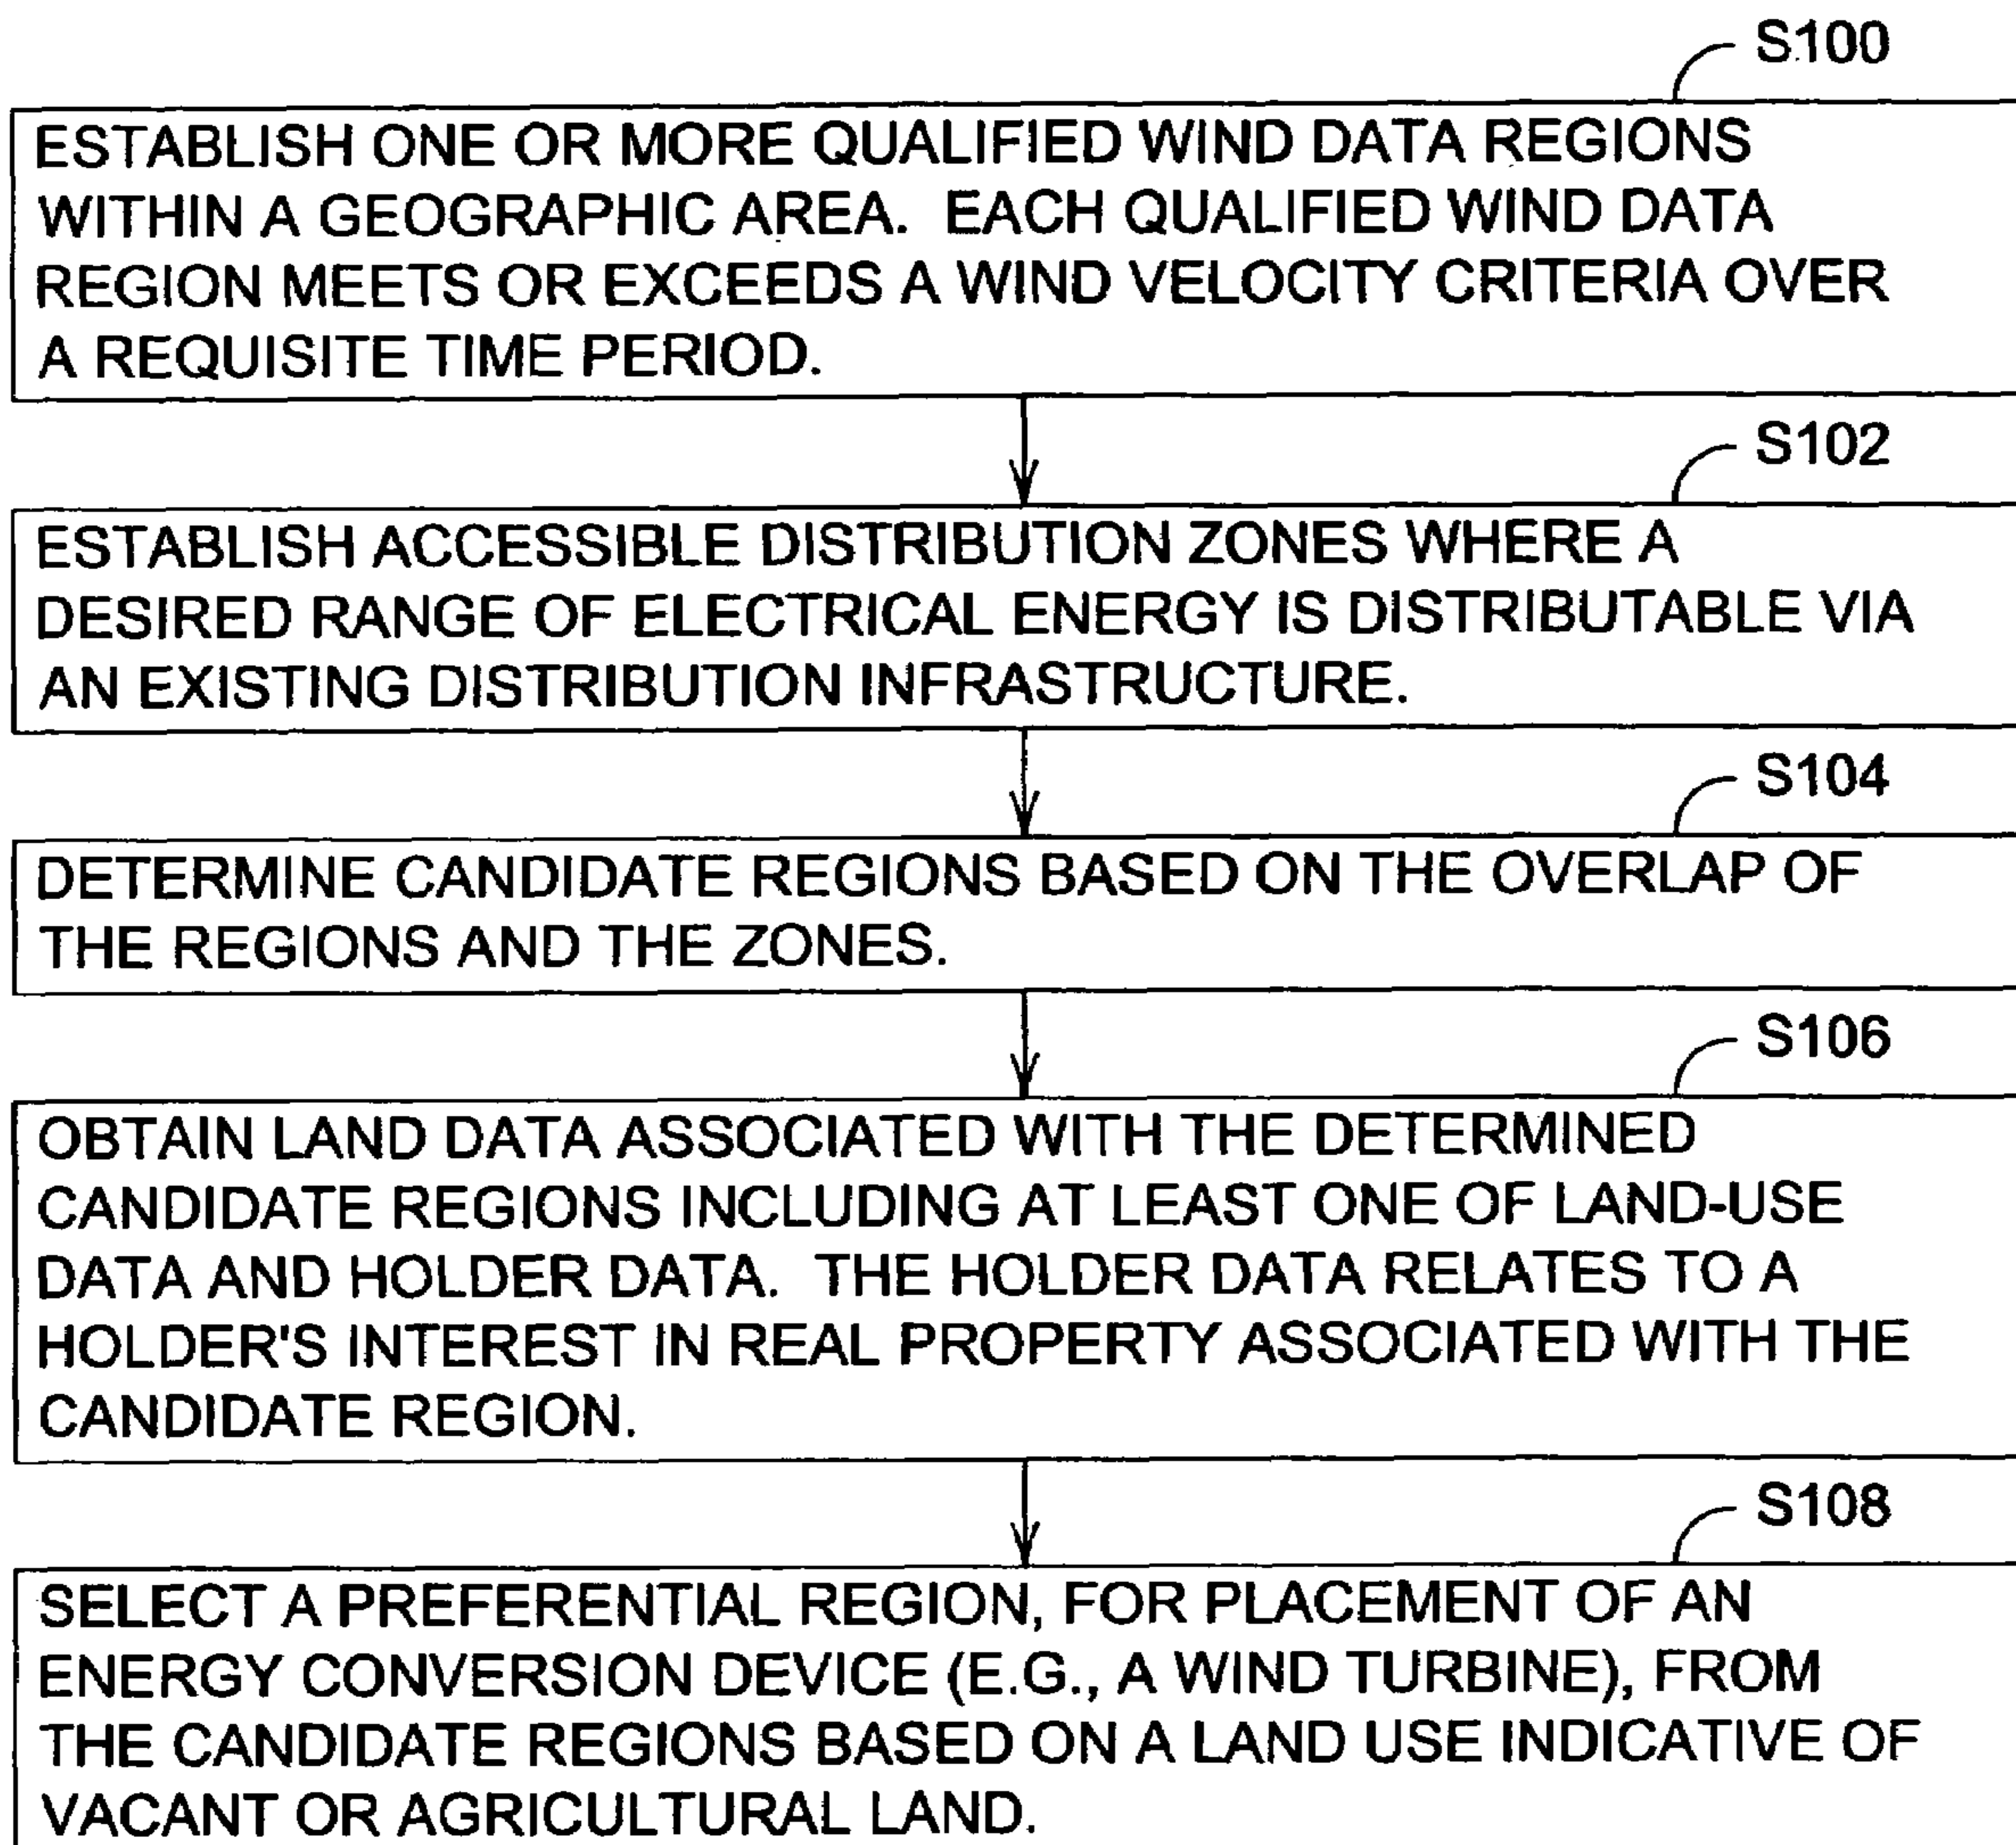 S100
ESTABLISH ONE OR MORE QUALIFIED WIND DATA REGIONS
WITHIN A GEOGRAPHIC AREA. EACH QUALIFIED WIND DATA
REGION MEETS OR EXCEEDS A WIND VELOCITY CRITERIA OVER
A REQUISITE TIME PERIOD.
S102
ESTABLISH ACCESSIBLE DISTRIBUTION ZONES WHERE A
DESIRED RANGE OF ELECTRICAL ENERGY IS DISTRIBUTABLE VIA
AN EXISTING DISTRIBUTION INFRASTRUCTURE.
S104
DETERMINE CANDIDATE REGIONS BASED ON THE OVERLAP OF
THE REGIONS AND THE ZONES.
S106
OBTAIN LAND DATA ASSOCIATED WITH THE DETERMINED
CANDIDATE REGIONS INCLUDING AT LEAST ONE OF LAND-USE
DATA AND HOLDER DATA. THE HOLDER DATA RELATES TO A
HOLDER'S INTEREST IN REAL PROPERTY ASSOCIATED WITH THE
CANDIDATE REGION.
S108
SELECT A PREFERENTIAL REGION, FOR PLACEMENT OF AN
ENERGY CONVERSION DEVICE (E.G., A WIND TURBINE), FROM
THE CANDIDATE REGIONS BASED ON A LAND USE INDICATIVE OF
VACANT OR AGRICULTURAL LAND.